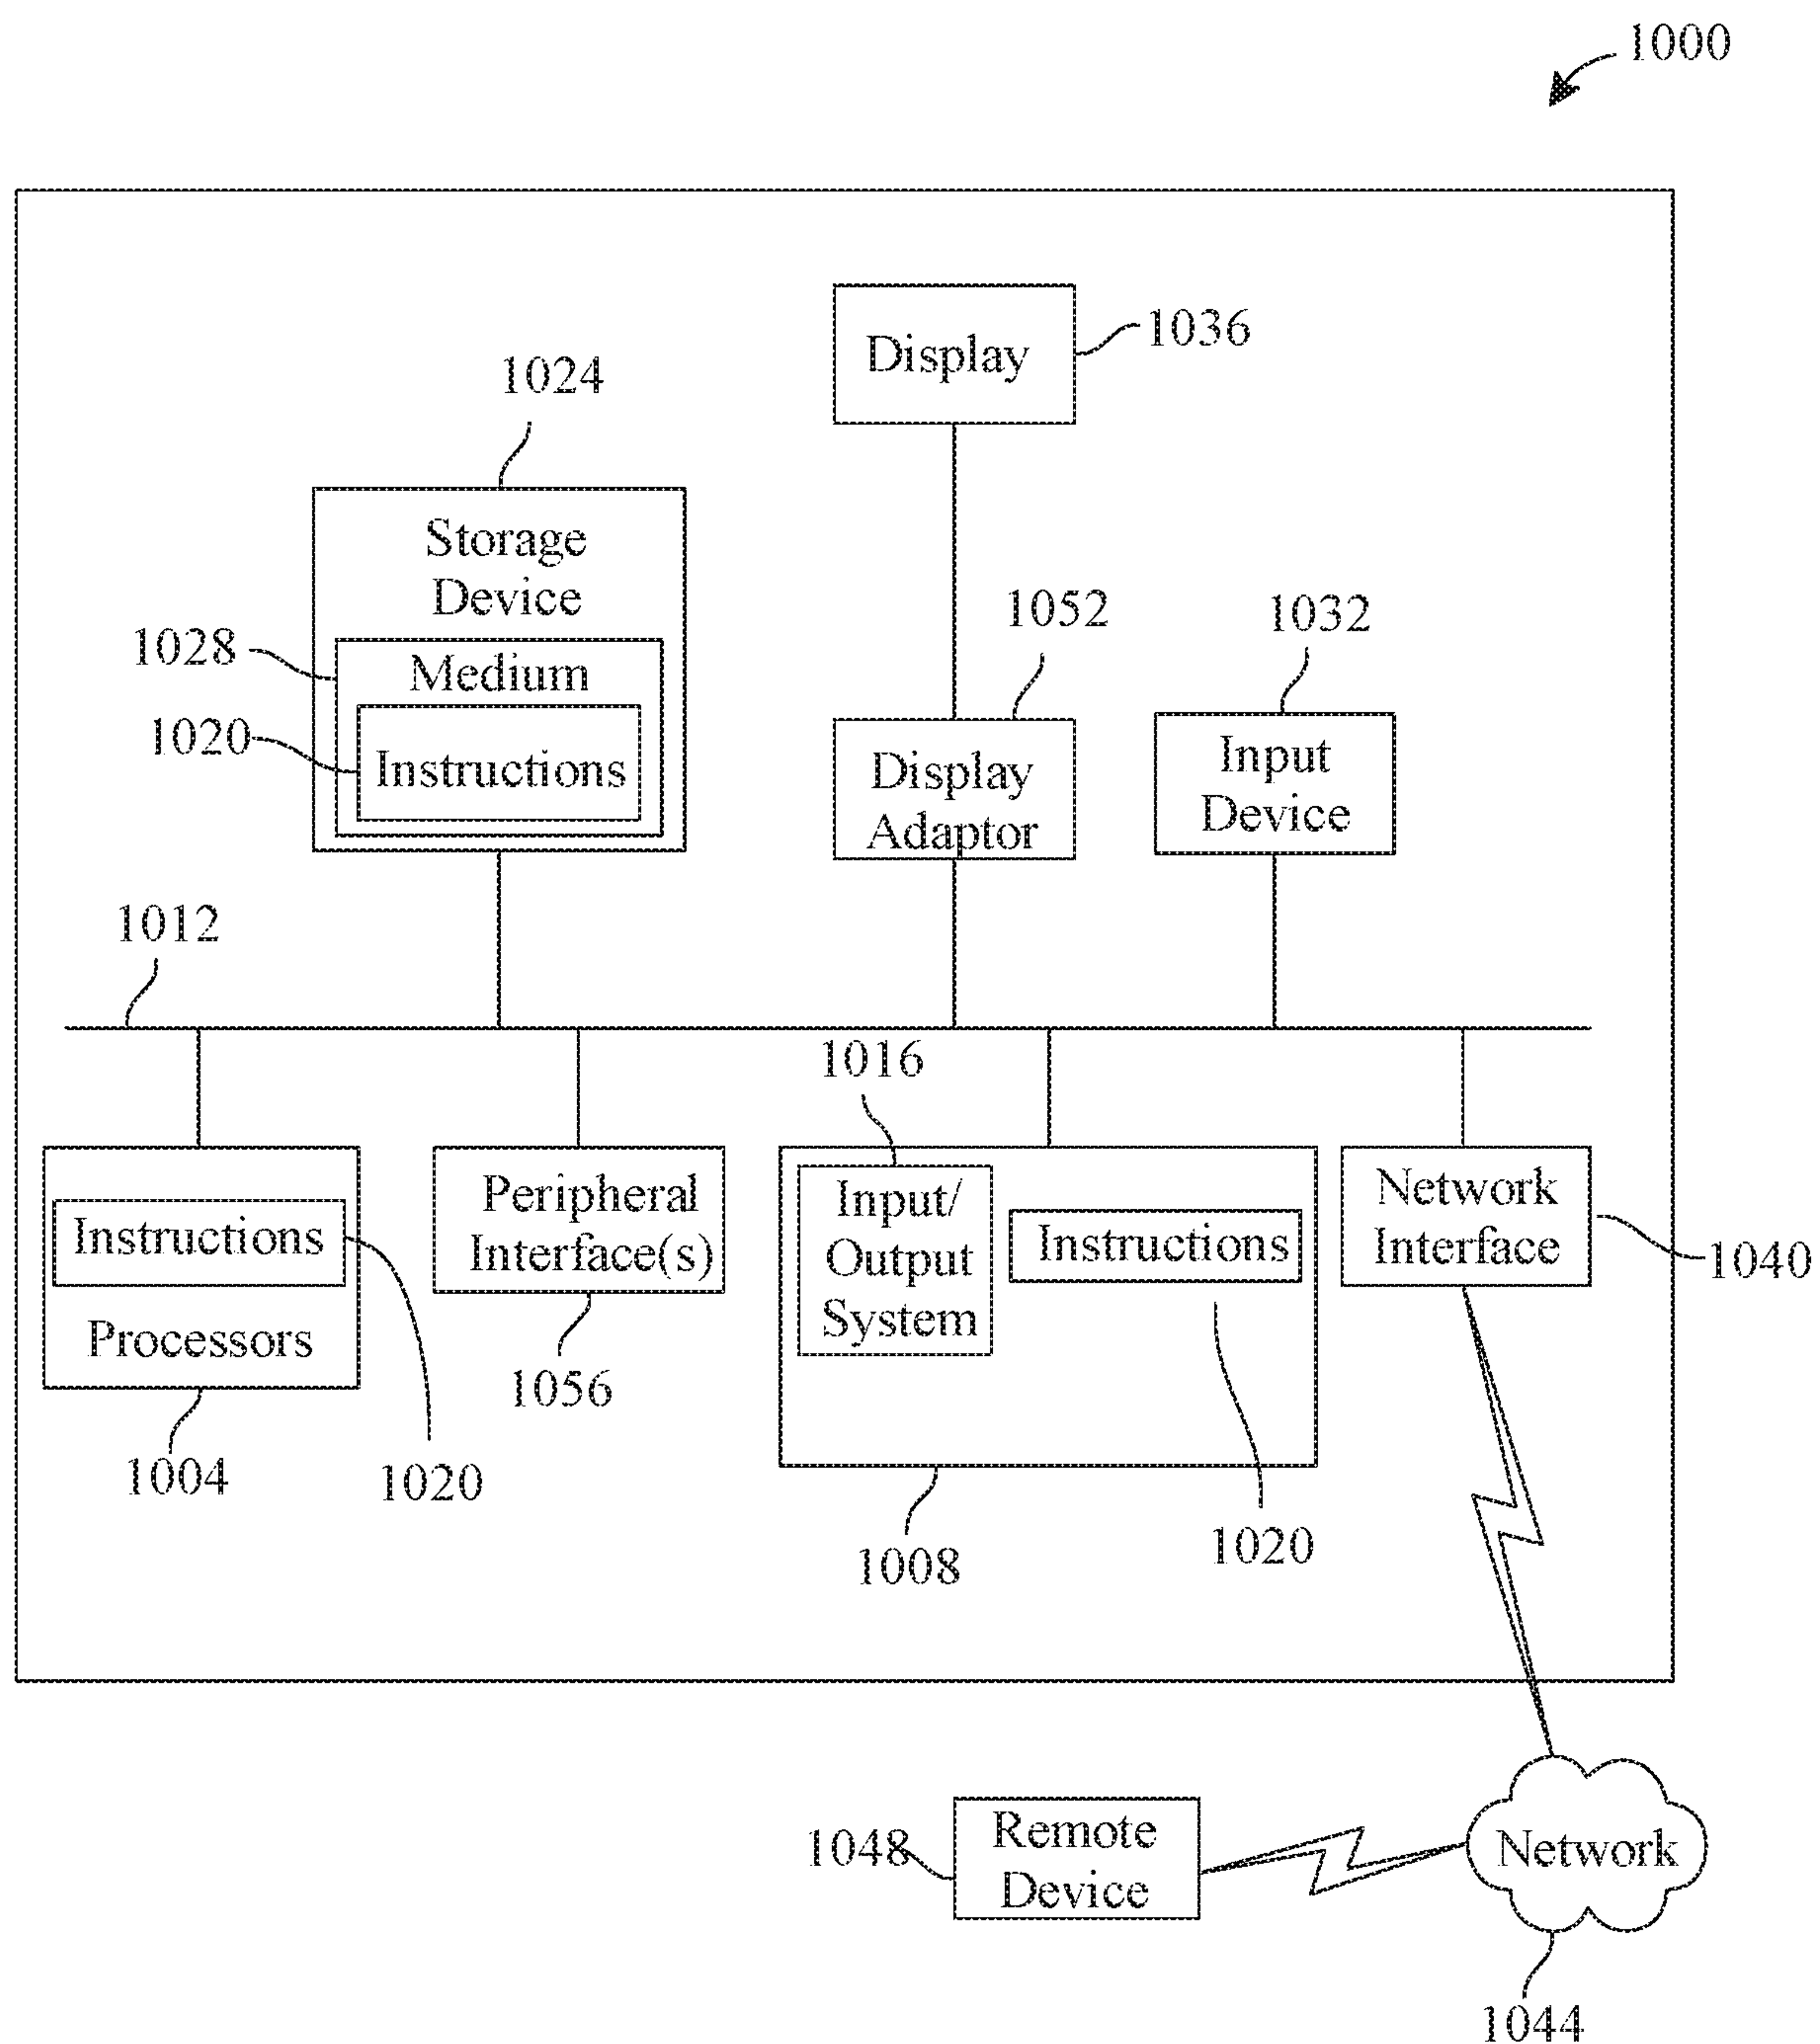 1000
Display
1036
1024
Storage
Device
1028
Medium
1020
Instructions
1052
Display
Adaptor
1032
Input
Device
1012
1016
Instructions
Processors
1004
1020
Peripheral
Interface(s)
1056
Input/
Output
System
Instructions
1008
1020
Network
Interface
1040
1048
Remote
Device
Network
1044